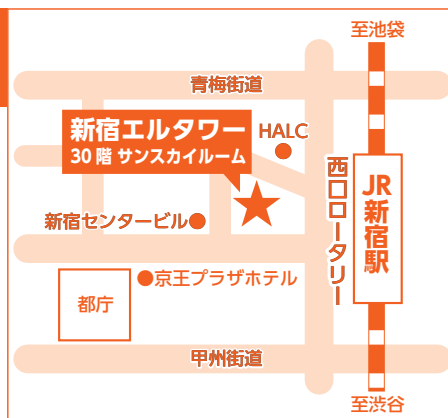 至池袋
青梅街道
新宿エルタワー
30階 サンスカイルーム
HALC
西口ロータリー
JR新宿駅
新宿センタービル
京王プラザホテル
都庁
甲州街道
至渋谷